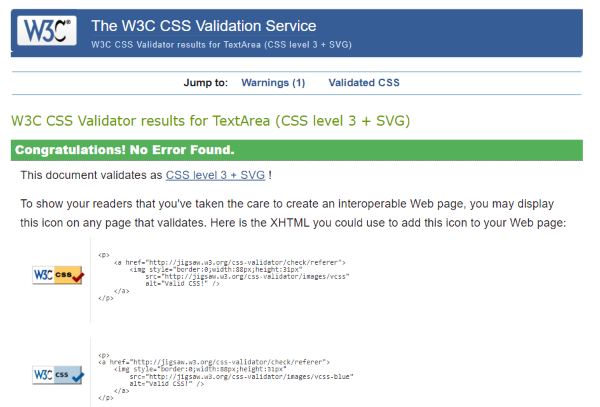 W3C® The W3C CSS Validation Service
W3C CSS Validator results for TextArea (CSS level 3 + SVG)
Jump to: Warnings (1) Validated CSS
W3C CSS Validator results for TextArea (CSS level 3 + SVG)
Congratulations! No Error Found.
This document validates as CSS level 3 + SVG !
To show your readers that you've taken the care to create an interoperable Web page, you may display
this icon on any page that validates. Here is the XHTML you could use to add this icon to your Web page:
W3C css
<p>
<a href="http://jigsaw.w3.org/css-validator/check/referer">
<img style="border:0;width:88px;height:31px"
src="http://jigsaw.w3.org/css-validator/images/vcss"
alt="Valid CSS!" />
</a>
</p>
W3C css
<p>
<a href="http://jigsaw.w3.org/css-validator/check/referer">
<img style="border:0;width:88px;height:31px"
src="http://jigsaw.w3.org/css-validator/images/vcss-blue"
alt="Valid CSS!" />
</a>
</p>